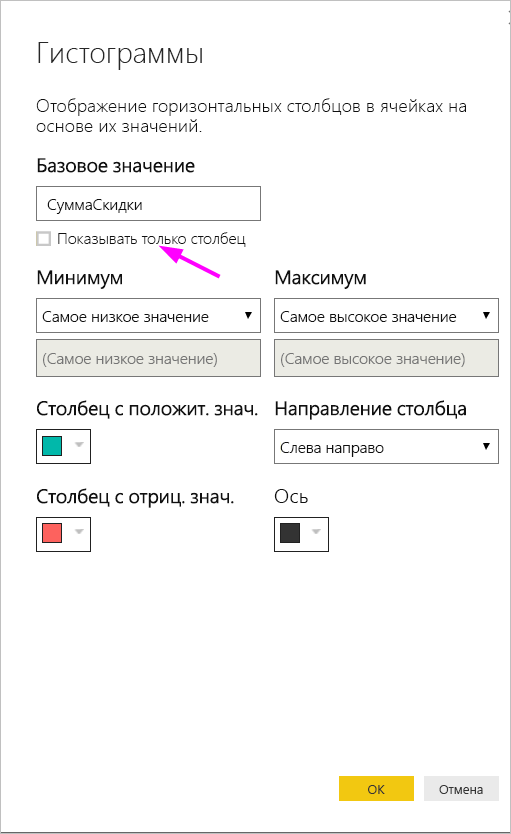 Гистограммы
Отображение горизонтальных столбцов в ячейках на
основе их значений.
Базовое значение
СуммаСкидки
Показывать только столбец
Минимум
Максимум
Самое низкое значение
Самое высокое значение
(Самое низкое значение)
(Самое высокое значение)
Столбец с положит. знач.
Направление столбца
Слева направо
Столбец с отриц. знач.
Ось
ОК
Отмена